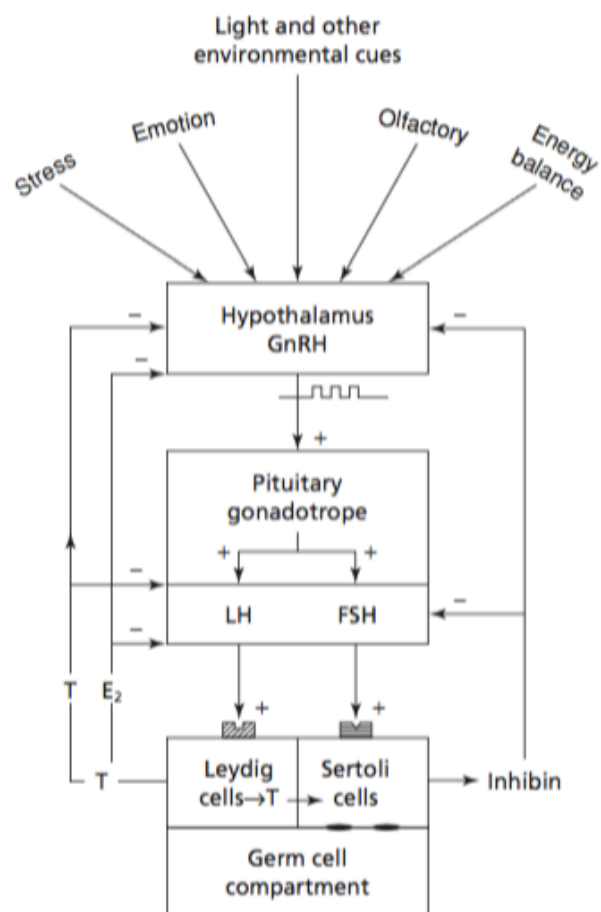 Light and other
environmental cues
Stress
Emotion
Olfactory
Energy
balance
Hypothalamus
GnRH
–
–
–
+
Pituitary
gonadotrope
+
+
–
–
–
LH
FSH
T
E₂
+
+
T
Leydig
cells→T
Sertoli
cells
Inhibin
Germ cell
compartment